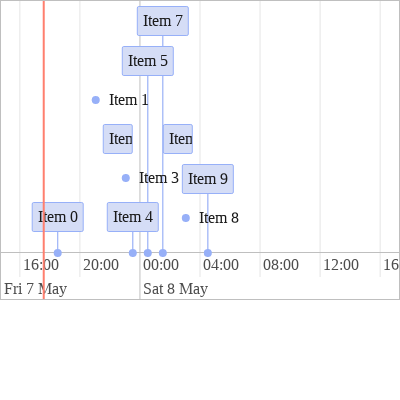 Item 7
Item 5
Item 1
Item 3
Item 9
Item 0
Item 4
Item 8
16:00 20:00 00:00 04:00 08:00 12:00
Fri 7 May Sat 8 May